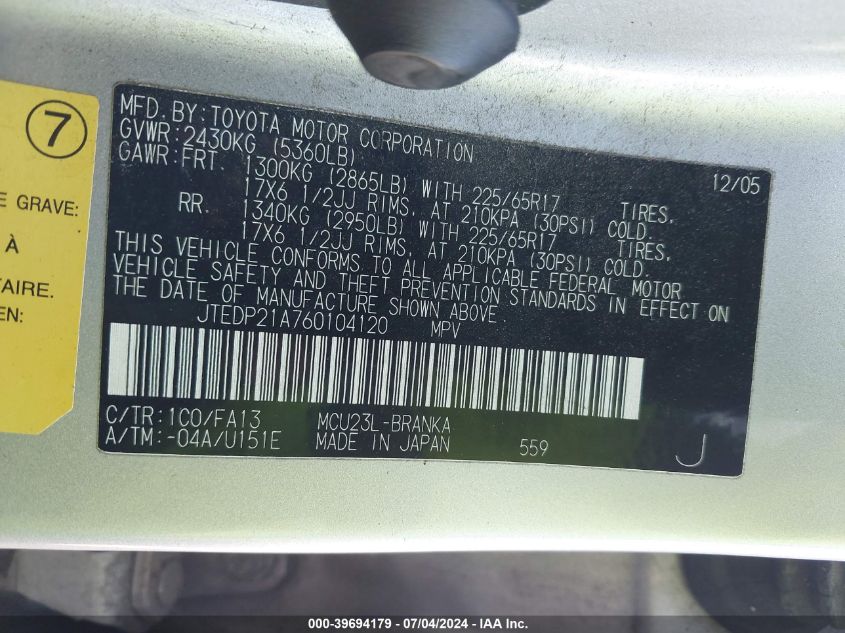 7
E GRAVE:
À
TAIRE.
EN:
MFD. BY: TOYOTA MOTOR CORPORATION 12/05
GVWR: 2430KG (5360LB)
GAWR: FRT. 1300KG (2865LB) WITH 225/65R17 TIRES,
17X6 1/2JJ RIMS, AT 210KPA (30PSI) COLD.
RR. 1340KG (2950LB) WITH 225/65R17 TIRES,
17X6 1/2JJ RIMS, AT 210KPA (30PSI) COLD.
THIS VEHICLE CONFORMS TO ALL APPLICABLE FEDERAL MOTOR
VEHICLE SAFETY AND THEFT PREVENTION STANDARDS IN EFFECT ON
THE DATE OF MANUFACTURE SHOWN ABOVE.
JTEDP21A760104120 MPV
C/TR: 1C0/FA13 MCU23L-BRANKA
A/TM: -04A/U151E MADE IN JAPAN 559 J
000-39694179 - 07/04/2024 - IAA Inc.